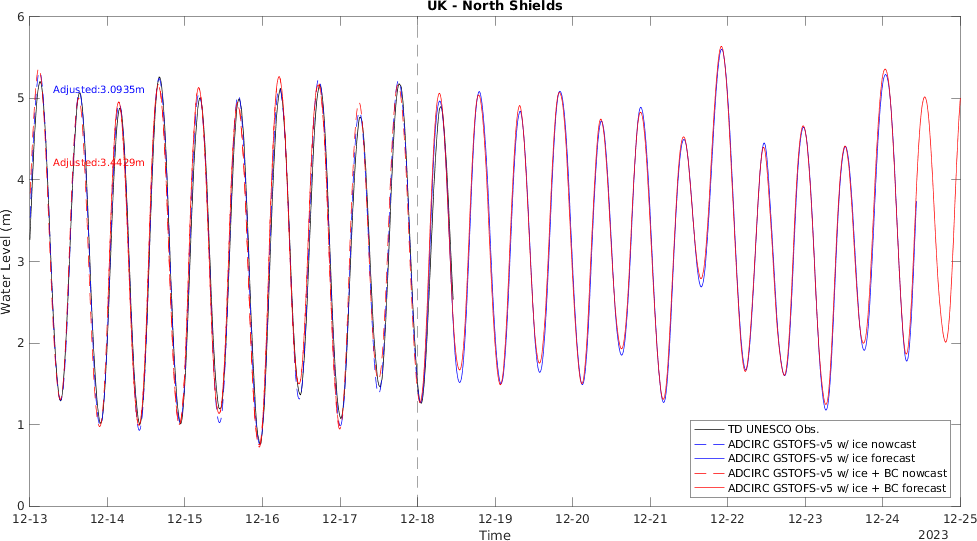 UK - North Shields
6
5
4
3
2
1
0
Water Level (m)
Adjusted:3.0935m
Adjusted:3.4429m
TD UNESCO Obs.
ADCIRC GSTOFS-v5 w/ ice nowcast
ADCIRC GSTOFS-v5 w/ ice forecast
ADCIRC GSTOFS-v5 w/ ice + BC nowcast
ADCIRC GSTOFS-v5 w/ ice + BC forecast
12-13 12-14 12-15 12-16 12-17 12-18 12-19 12-20 12-21 12-22 12-23 12-24 12-25
Time
2023